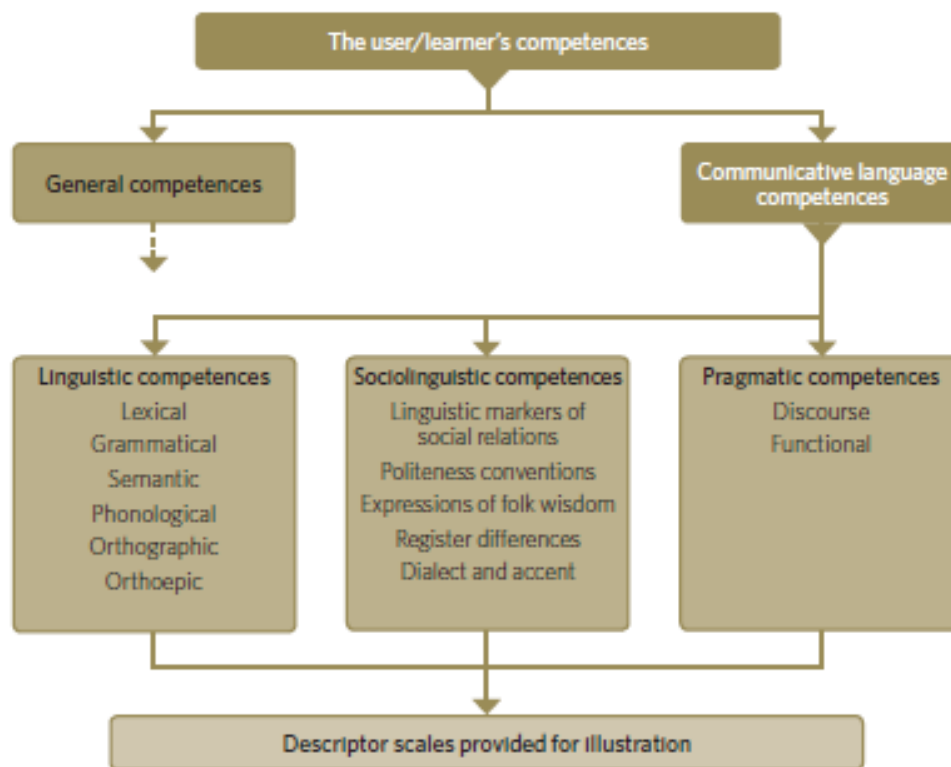 The user/learner's competences
General competences
Communicative language
competences
Linguistic competences
Lexical
Grammatical
Semantic
Phonological
Orthographic
Orthoepic
Sociolinguistic competences
Linguistic markers of
social relations
Politeness conventions
Expressions of folk wisdom
Register differences
Dialect and accent
Pragmatic competences
Discourse
Functional
Descriptor scales provided for illustration